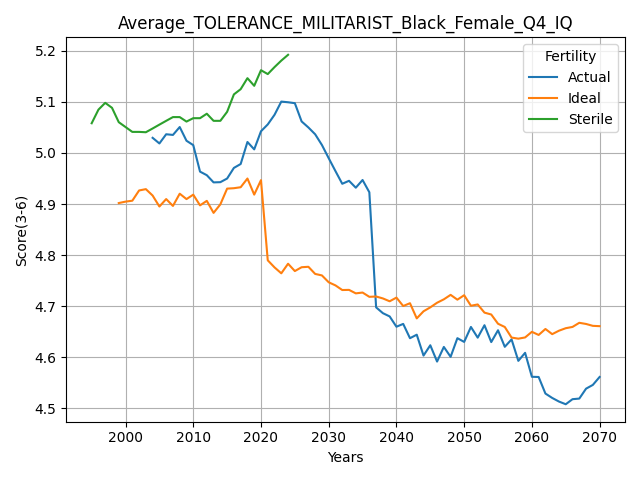 Average_TOLERANCE_MILITARIST_Black_Female_Q4_IQ
Fertility
Actual
Ideal
Sterile
Score(3-6)
5.2
5.1
5.0
4.9
4.8
4.7
4.6
4.5
2000 2010 2020 2030 2040 2050 2060 2070
Years